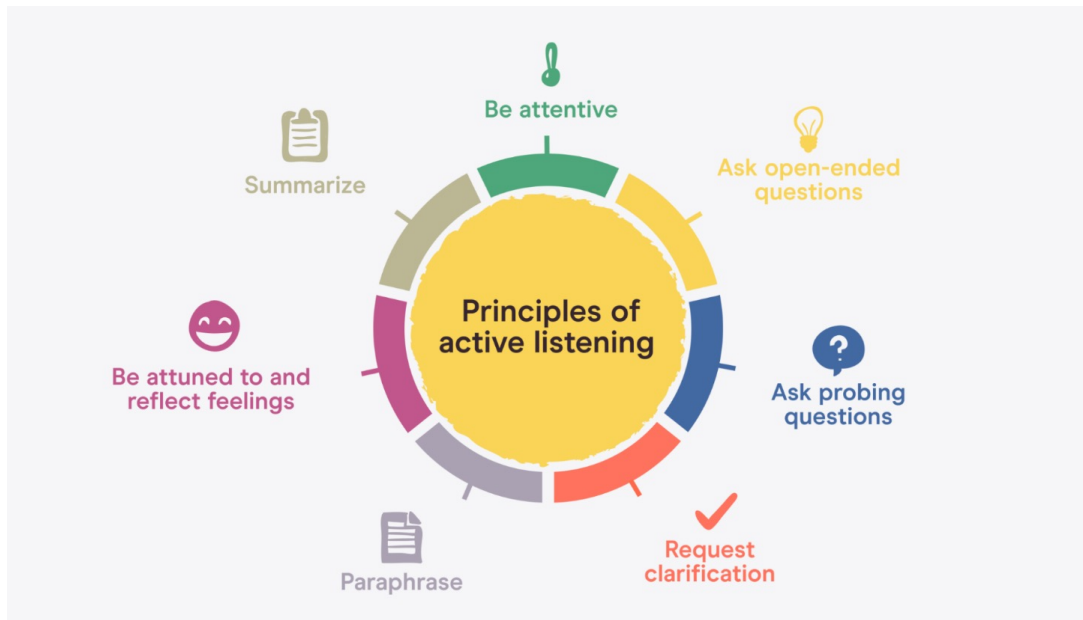 Principles of
active listening
Be attentive
Ask open-ended
questions
Ask probing
questions
Request
clarification
Paraphrase
Be attuned to and
reflect feelings
Summarize